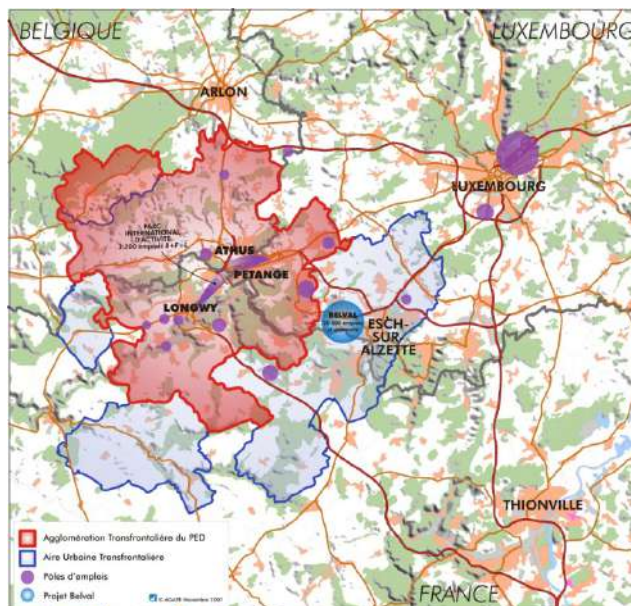 BELGIQUE
LUXEMBOURG
ARLON
LUXEMBOURG
PARC
INTERNATIONAL
D'ACTIVITÉ
ATHUS
PETANGE
LONGWY
BELVAL
ESCH-
SUR
ALZETTE
THIONVILLE
FRANCE
Agglomération Transfrontalière du PED
Aire Urbaine Transfrontalière
Pôles d'emplois
Projet Belval